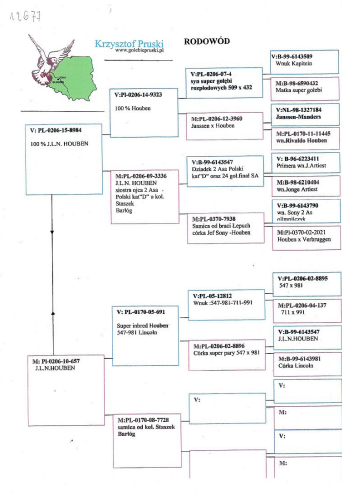 12677
Krzysztof Pruski
www.golebiepruski.pl
RODOWÓD
V: PL-0206-15-8984
100 % J.L.N. HOUBEN
M: Pl-0206-10-657
J.L.N.HOUBEN
V:Pl-0206-14-9323
100 % Houben
M:PL-0206-09-3336
J.L.N. HOUBEN
siostra ojca 2 Asa
Polski kat"D" u kol.
Staszek
Barłóg
V: PL-0170-05-691
Super inbred Houben
547-981 Lincoln
M:PL-0170-08-7728
samica od kol. Staszek
Barłóg
V:PL-0206-07-4
syn super gołębi
rozpłodowych 509 x 432
M:PL-0206-12-3960
Janssen x Houben
V:B-99-6143547
Dziadek 2 Asa Polski
kat"D" oraz 24 goł.finał SA
M:PL-0370-7938
Samica od braci Lepuch
córka Jef Sony -Houben
V:PL-05-12812
Wnuk :547-981-711-991
M:PL-0206-02-8896
Córka super pary 547 x 981
V:
M:
V:B-99-6143509
Wnuk Kapitein
M:B-98-6590432
Matka super gołębi
V:NL-98-1327184
Janssen-Manders
M:PL-0170-11-11445
wn.Rivaldo Houben
V: B-96-6223411
Primera wn.J.Artiest
M:B-98-6210404
wn.Jonge Artiest
V:B-99-6143790
wn. Sony 2 As
olimpijczyk
M:Pl-0370-02-2021
Houben x Verbruggen
V:PL-0206-02-8895
547 x 981
M:PL-0206-04-137
711 x 991
V:B-99-6143547
J.L.N.HOUBEN
M:B-99-6143981
Córka Lincoln
V:
M:
V:
M: